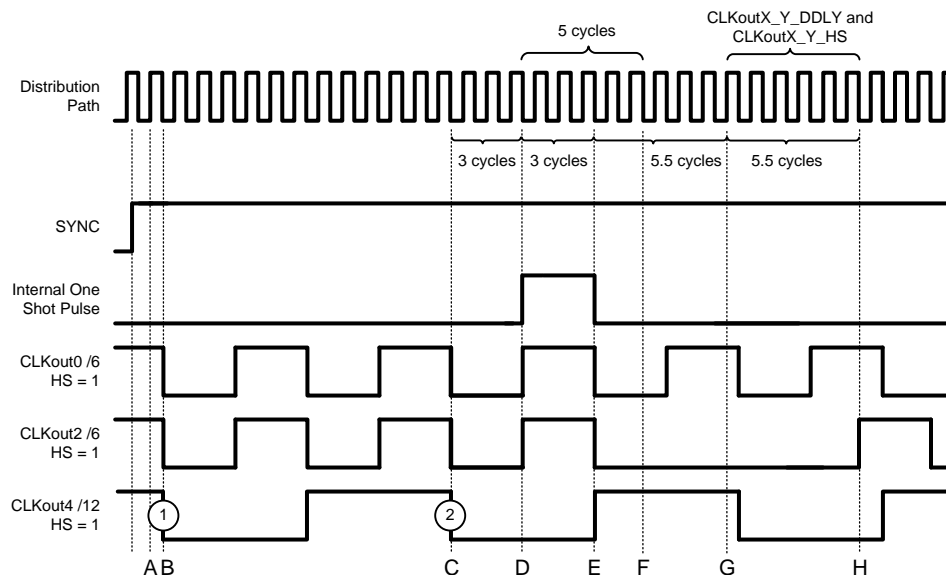 CLKoutX_Y_DDLY and
CLKoutX_Y_HS
5 cycles
Distribution
Path
3 cycles
3 cycles
5.5 cycles
5.5 cycles
SYNC
Internal One
Shot Pulse
CLKout0 /6
HS = 1
CLKout2 /6
HS = 1
CLKout4 /12
HS = 1
1
2
A
B
C
D
E
F
G
H